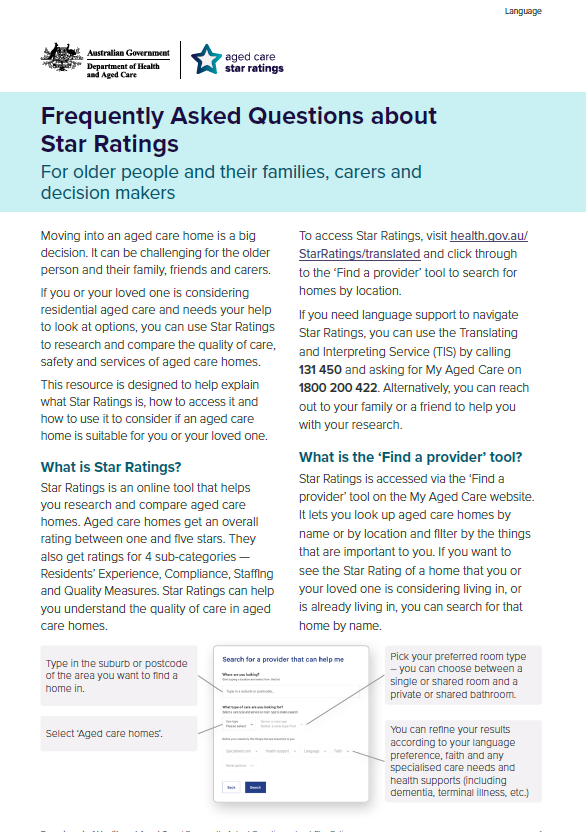 Language
Australian Government
Department of Health
and Aged Care
aged care
star ratings
Frequently Asked Questions about
Star Ratings
For older people and their families, carers and
decision makers
Moving into an aged care home is a big
decision. It can be challenging for the older
person and their family, friends and carers.
If you or your loved one is considering
residential aged care and needs your help
to look at options, you can use Star Ratings
to research and compare the quality of care,
safety and services of aged care homes.
This resource is designed to help explain
what Star Ratings is, how to access it and
how to use it to consider if an aged care
home is suitable for you or your loved one.
What is Star Ratings?
Star Ratings is an online tool that helps
you research and compare aged care
homes. Aged care homes get an overall
rating between one and five stars. They
also get ratings for 4 sub-categories —
Residents' Experience, Compliance, Staffing
and Quality Measures. Star Ratings can help
you understand the quality of care in aged
care homes.
To access Star Ratings, visit health.gov.au/
StarRatings/translated and click through
to the 'Find a provider' tool to search for
homes by location.
If you need language support to navigate
Star Ratings, you can use the Translating
and Interpreting Service (TIS) by calling
131 450 and asking for My Aged Care on
1800 200 422. Alternatively, you can reach
out to your family or a friend to help you
with your research.
What is the 'Find a provider' tool?
Star Ratings is accessed via the 'Find a
provider' tool on the My Aged Care website.
It lets you look up aged care homes by
name or by location and filter by the things
that are important to you. If you want to
see the Star Rating of a home that you or
your loved one is considering living in, or
is already living in, you can search for that
home by name.
Type in the suburb or postcode
of the area you want to find a
home in.
Select 'Aged care homes'.
Search for a provider that can help me
Where are you looking?
Type in a suburb or postcode...
What type of care are you looking for?
Language
Faith
Back
Search
Pick your preferred room type
– you can choose between a
single or shared room and a
private or shared bathroom.
You can refine your results
according to your language
preference, faith and any
specialised care needs and
health supports (including
dementia, terminal illness, etc.)